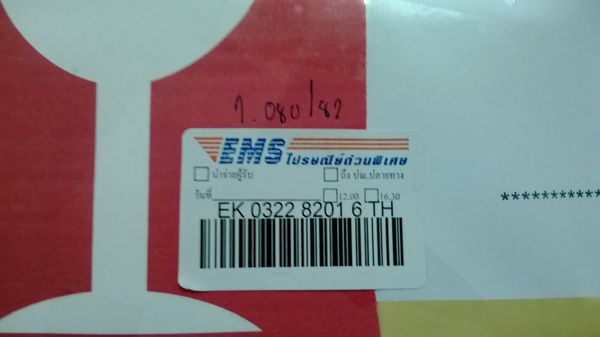 1.080/82
EMS ไปรษณีย์ด่วนพิเศษ
นำจ่ายผู้รับ ถึง ปณ.ปลายทาง
วันที่ 12.00 16.30
EK 0322 8201 6 TH
***********